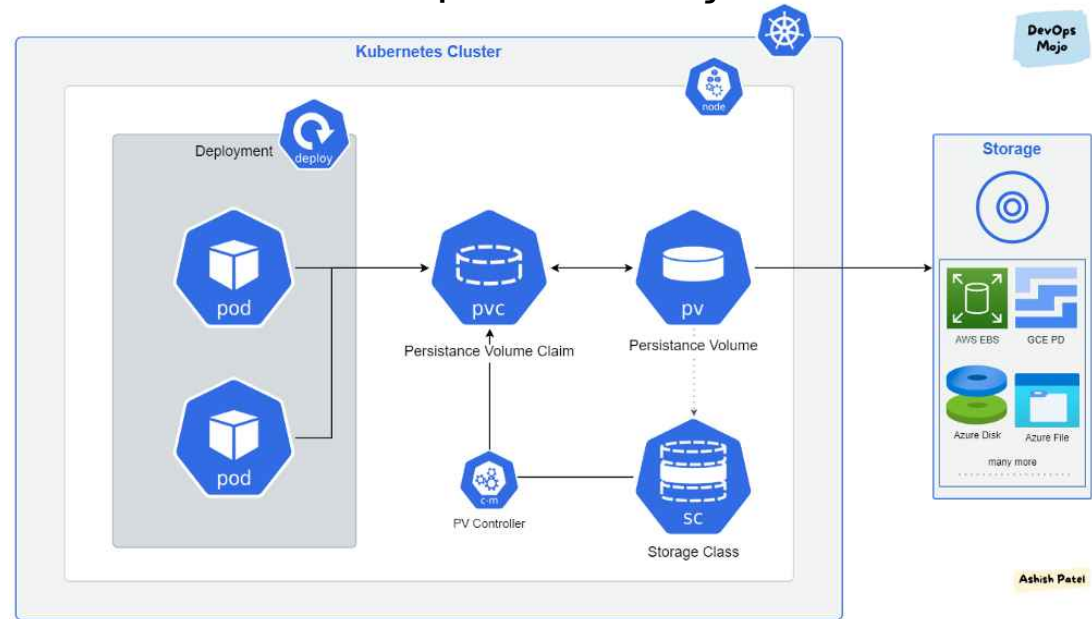 Kubernetes Cluster
DevOps
Mojo
node
Deployment
deploy
Storage
pod
pvc
pv
Persistance Volume Claim
Persistance Volume
AWS EBS
GCE PD
pod
Azure Disk
Azure File
many more
c-m
PV Controller
sc
Storage Class
Ashish Patel